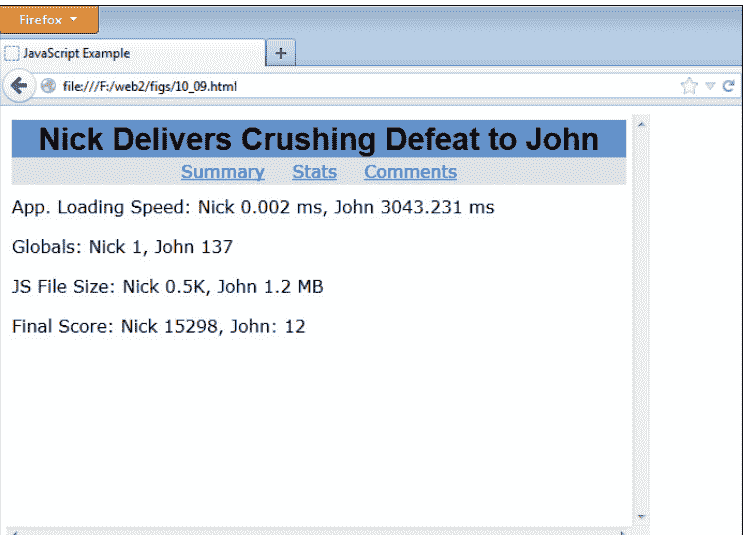 Firefox
JavaScript Example
file:///F:/web2/figs/10_09.html
Nick Delivers Crushing Defeat to John
Summary Stats Comments
App. Loading Speed: Nick 0.002 ms, John 3043.231 ms
Globals: Nick 1, John 137
JS File Size: Nick 0.5K, John 1.2 MB
Final Score: Nick 15298, John: 12